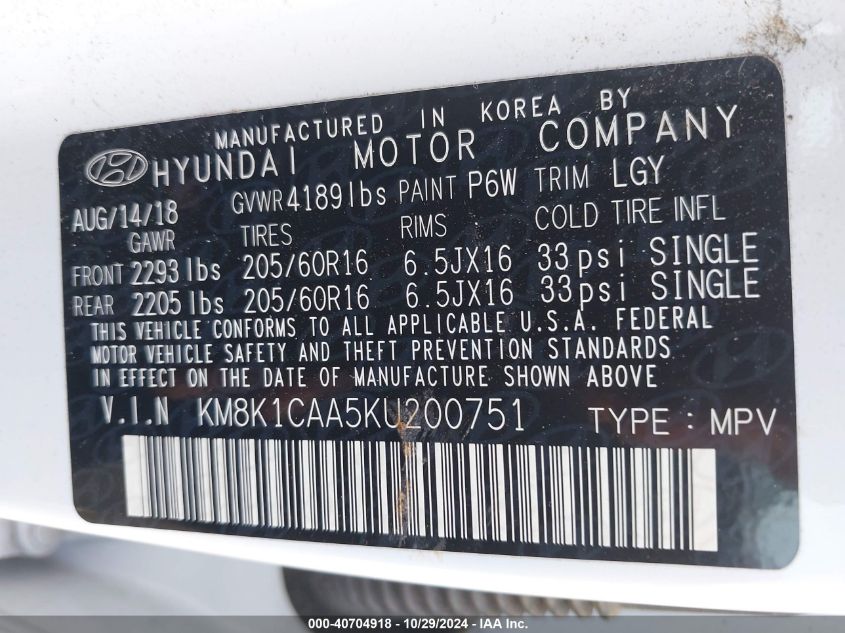 MANUFACTURED IN KOREA BY
HYUNDAI MOTOR COMPANY
AUG/14/18 GVWR 4189 lbs PAINT P6W TRIM LGY
GAWR TIRES RIMS COLD TIRE INFL
FRONT 2293 lbs 205/60R16 6.5JX16 33 psi SINGLE
REAR 2205 lbs 205/60R16 6.5JX16 33 psi SINGLE
THIS VEHICLE CONFORMS TO ALL APPLICABLE U.S.A. FEDERAL
MOTOR VEHICLE SAFETY AND THEFT PREVENTION STANDARDS
IN EFFECT ON THE DATE OF MANUFACTURE SHOWN ABOVE
V.I.N KM8K1CAA5KU200751 TYPE : MPV
000-40704918 - 10/29/2024 - IAA Inc.